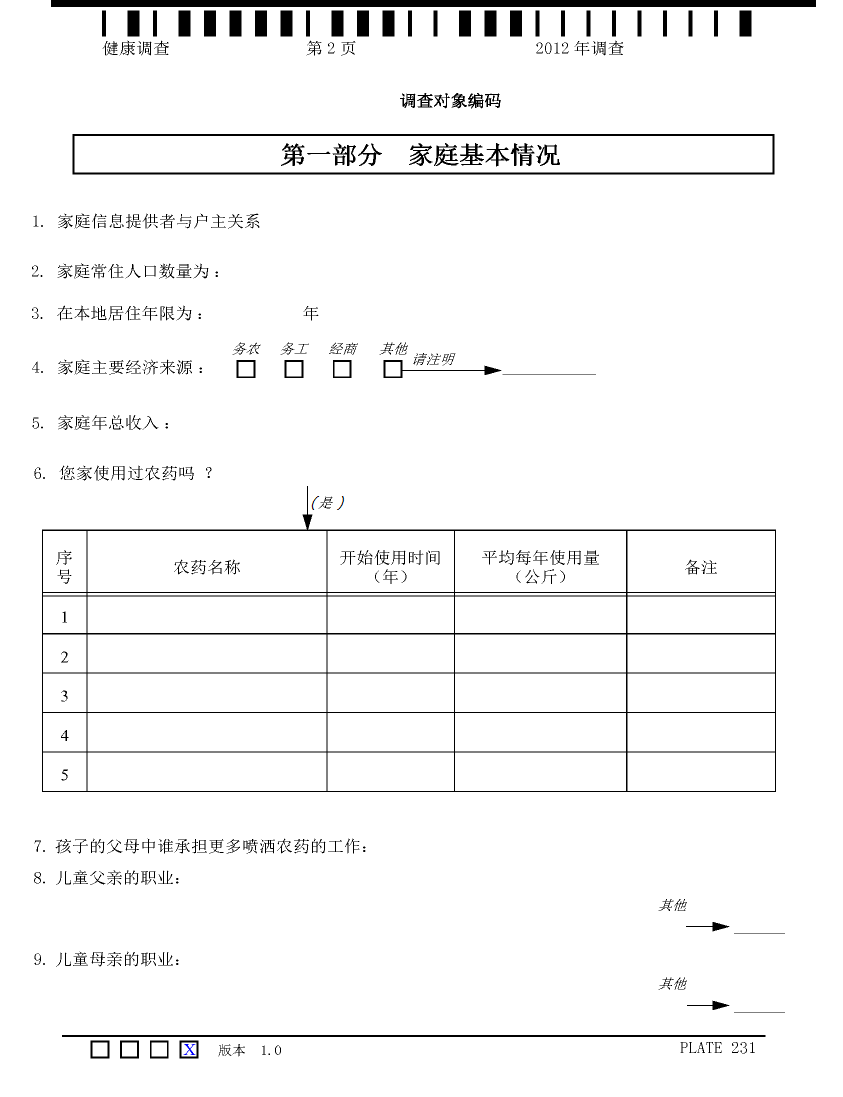 健康调查 第 2 页 2012 年调查
调查对象编码
第一部分 家庭基本情况
1. 家庭信息提供者与户主关系
2. 家庭常住人口数量为：
3. 在本地居住年限为： 年
务农 务工 经商 其他
4. 家庭主要经济来源： 请注明
5. 家庭年总收入：
6. 您家使用过农药吗 ？
(是 )
序号 农药名称 开始使用时间（年） 平均每年使用量（公斤） 备注
1
2
3
4
5
7. 孩子的父母中谁承担更多喷洒农药的工作：
8. 儿童父亲的职业：
其他
9. 儿童母亲的职业：
其他
X 版本 1.0 PLATE 231